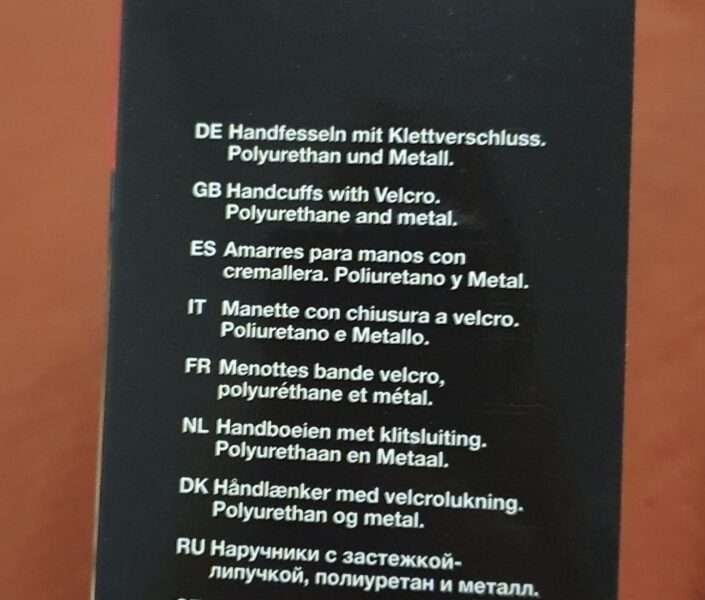 DE Handfesseln mit Klettverschluss.
Polyurethan und Metall.
GB Handcuffs with Velcro.
Polyurethane and metal.
ES Amarres para manos con
cremallera. Poliuretano y Metal.
IT Manette con chiusura a velcro.
Poliuretano e Metallo.
FR Menottes bande velcro,
polyuréthane et métal.
NL Handboeien met klitsluiting.
Polyurethaan en Metaal.
DK Håndlænker med velcrolukning.
Polyurethan og metal.
RU Наручники с застежкой-
липучкой, полиуретан и металл.